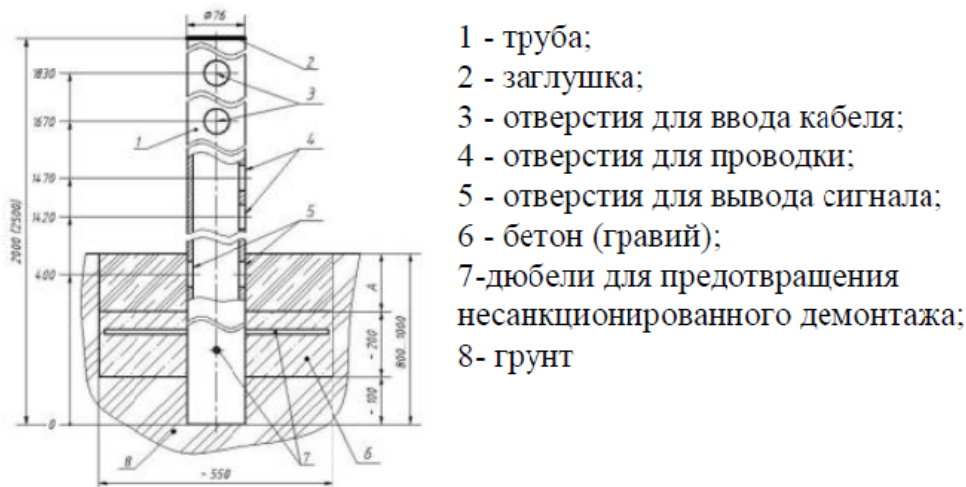 ø76
2
1830
3
1670
1
4
1470
1420
5
2000 (2500)
400
A
~ 200
800...1000
~ 100
0
8
7
6
~ 550
1 - труба;
2 - заглушка;
3 - отверстия для ввода кабеля;
4 - отверстия для проводки;
5 - отверстия для вывода сигнала;
6 - бетон (гравий);
7-дюбели для предотвращения
несанкционированного демонтажа;
8- грунт